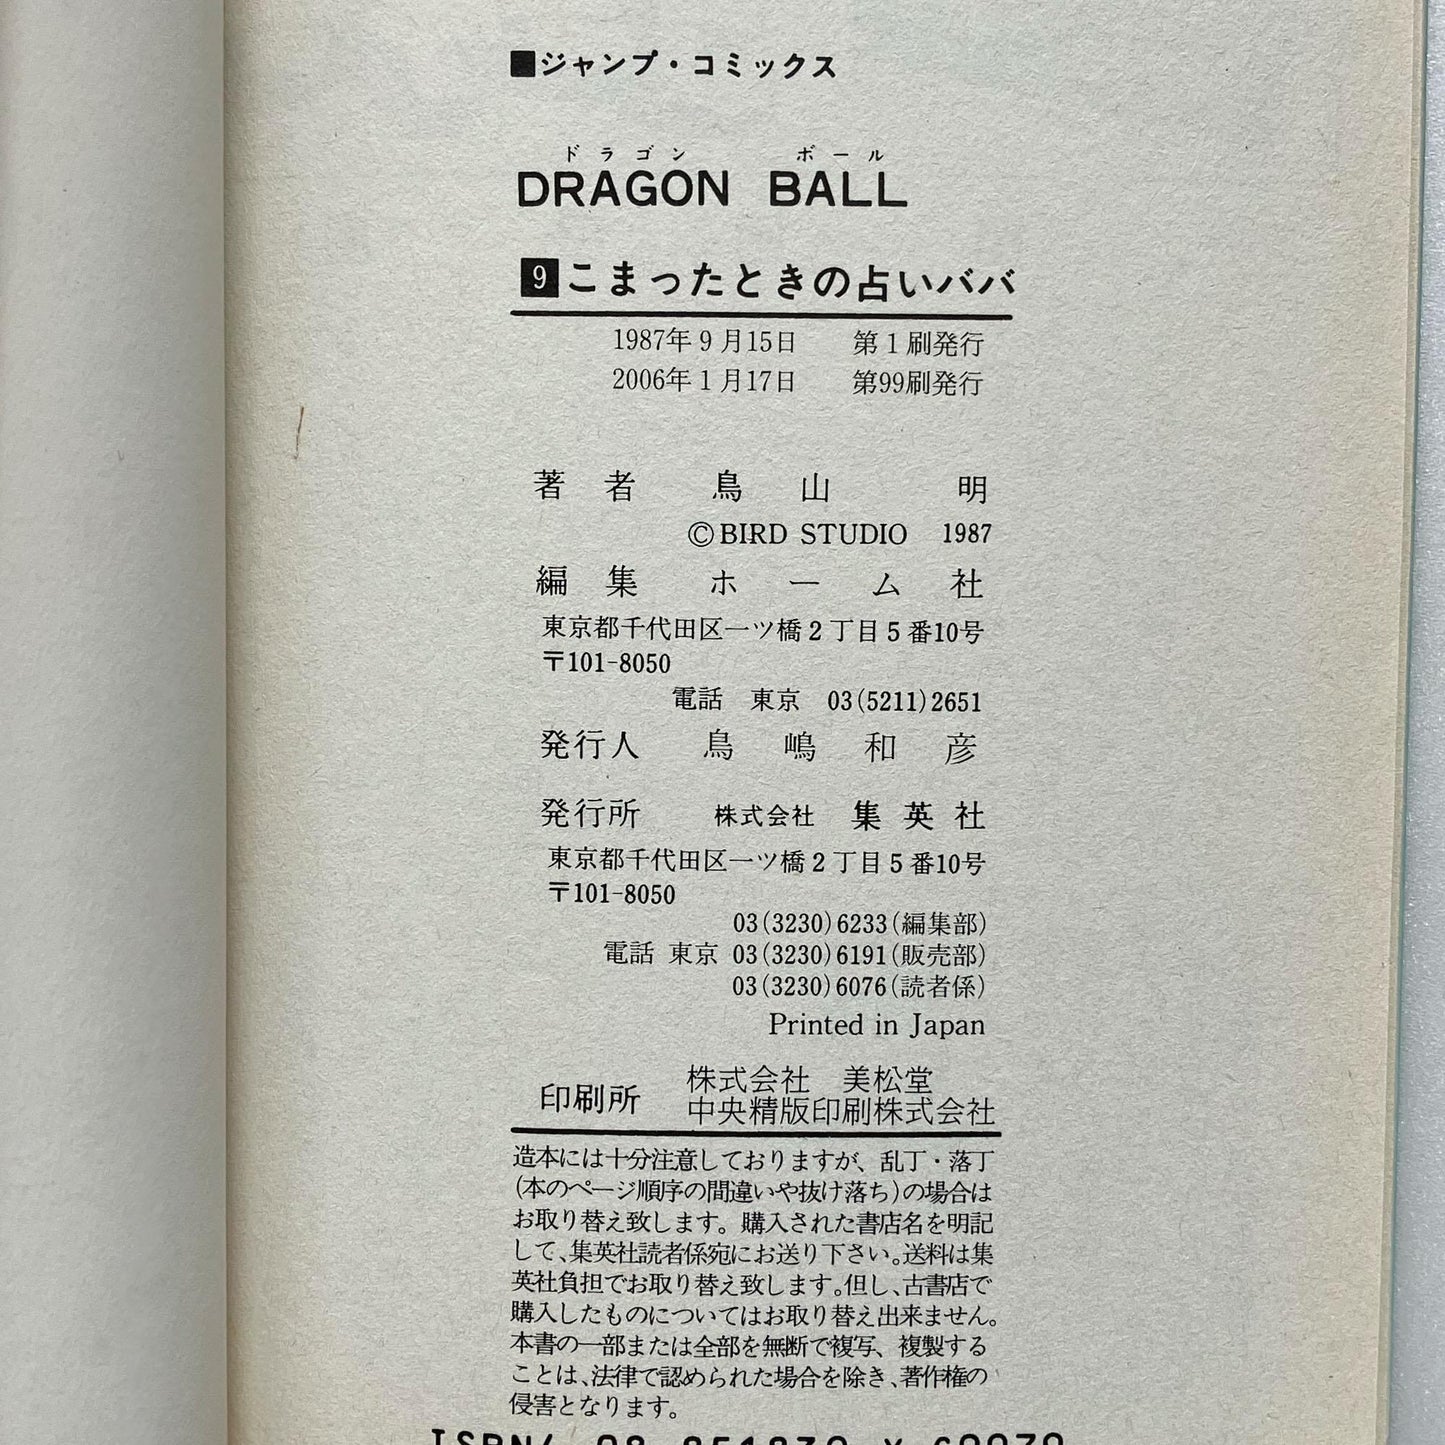 ■ジャンプ・コミックス
ドラゴン ボール
DRAGON BALL
9 こまったときの占いババ
1987年9月15日 第1刷発行
2006年1月17日 第99刷発行
著者 鳥山 明
©BIRD STUDIO 1987
編集 ホーム社
東京都千代田区一ツ橋2丁目5番10号
〒101-8050
電話 東京 03(5211)2651
発行人 鳥嶋和彦
発行所 株式会社 集英社
東京都千代田区一ツ橋2丁目5番10号
〒101-8050
03(3230)6233(編集部)
電話 東京 03(3230)6191(販売部)
03(3230)6076(読者係)
Printed in Japan
印刷所 株式会社 美松堂
中央精版印刷株式会社
造本には十分注意しておりますが、乱丁・落丁
(本のページ順序の間違いや抜け落ち)の場合は
お取り替え致します。購入された書店名を明記
して、集英社読者係宛にお送り下さい。送料は集
英社負担でお取り替え致します。但し、古書店で
購入したものについてはお取り替え出来ません。
本書の一部または全部を無断で複写、複製する
ことは、法律で認められた場合を除き、著作権の
侵害となります。